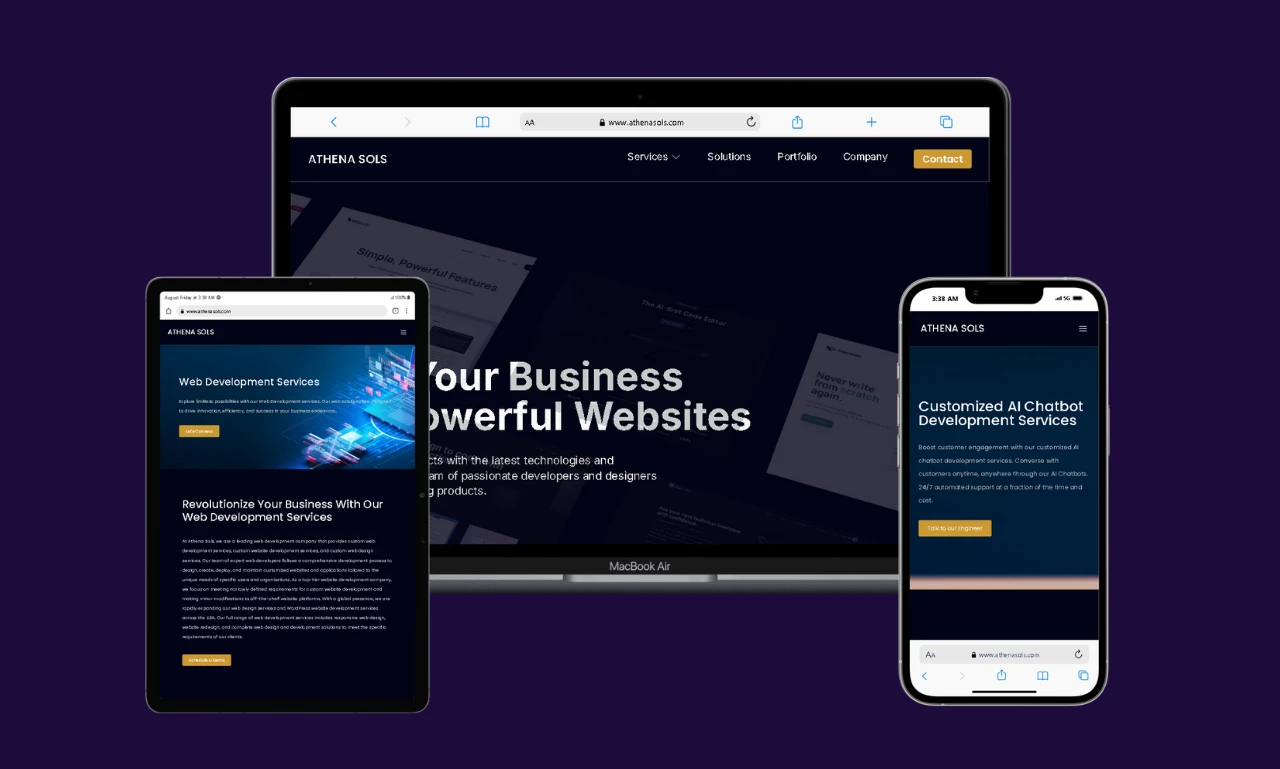 AA www.athenasols.com
ATHENA SOLS
Services Solutions Portfolio Company Contact
Simple, Powerful Features
The AI-first Code Editor
Never write
from scratch
again.
Your Business
owerful Websites
cts with the latest technologies and
am of passionate developers and designers
g products.
MacBook Air
August Friday at 3:38 AM
100%
www.athenasols.com
ATHENA SOLS
Web Development Services
Explore limitless possibilities with our Web Development services. Our web
to drive innovation, efficiency, and success in your business endeavors.
Let's Connect
Revolutionize Your Business With Our
Web Development Services
At Athena Sols, we are a leading web development company that provides custom web
development services, custom website development services, and custom web design
services. Our team of expert web developers follows a comprehensive development process to
design, create, deploy, and maintain customized websites and applications tailored to the
unique needs of specific users and organizations. As a top-tier website development company,
we focus on meeting narrowly defined requirements for custom website development and
making minor modifications to off-the-shelf website platforms. With a global presence, we are
rapidly expanding our web design services and WordPress website development services
across the USA. Our full range of web development services includes responsive web design,
website redesign, and complete web design and development solutions to meet the specific
requirements of our clients.
Schedule a Demo
3:38 AM 5G
ATHENA SOLS
Customized AI Chatbot
Development Services
Boost customer engagement with our customized AI
chatbot development services. Converse with
customers anytime, anywhere through our AI Chatbots.
24/7 automated support at a fraction of the time and
cost.
Talk to our Engineer
AA www.athenasols.com